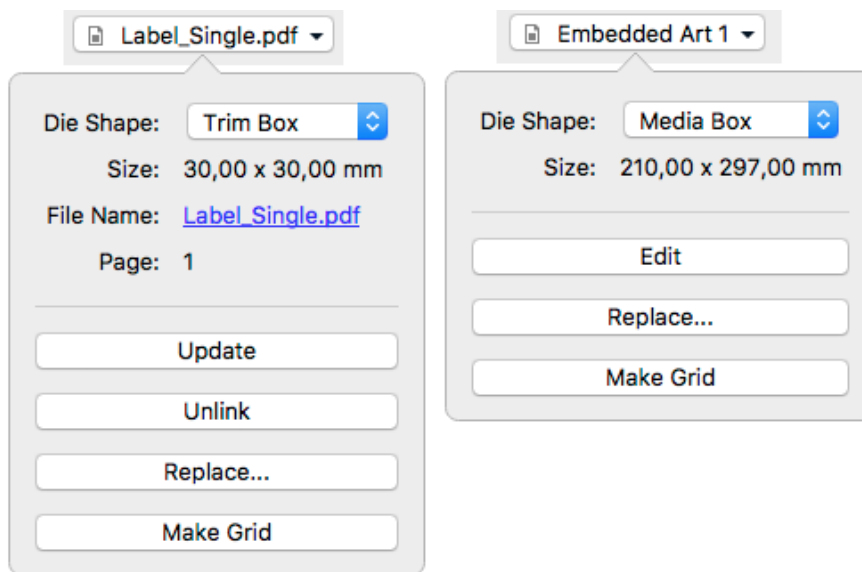 Label_Single.pdf
Die Shape: Trim Box
Size: 30,00 x 30,00 mm
File Name: Label_Single.pdf
Page: 1
Update
Unlink
Replace...
Make Grid
Embedded Art 1
Die Shape: Media Box
Size: 210,00 x 297,00 mm
Edit
Replace...
Make Grid